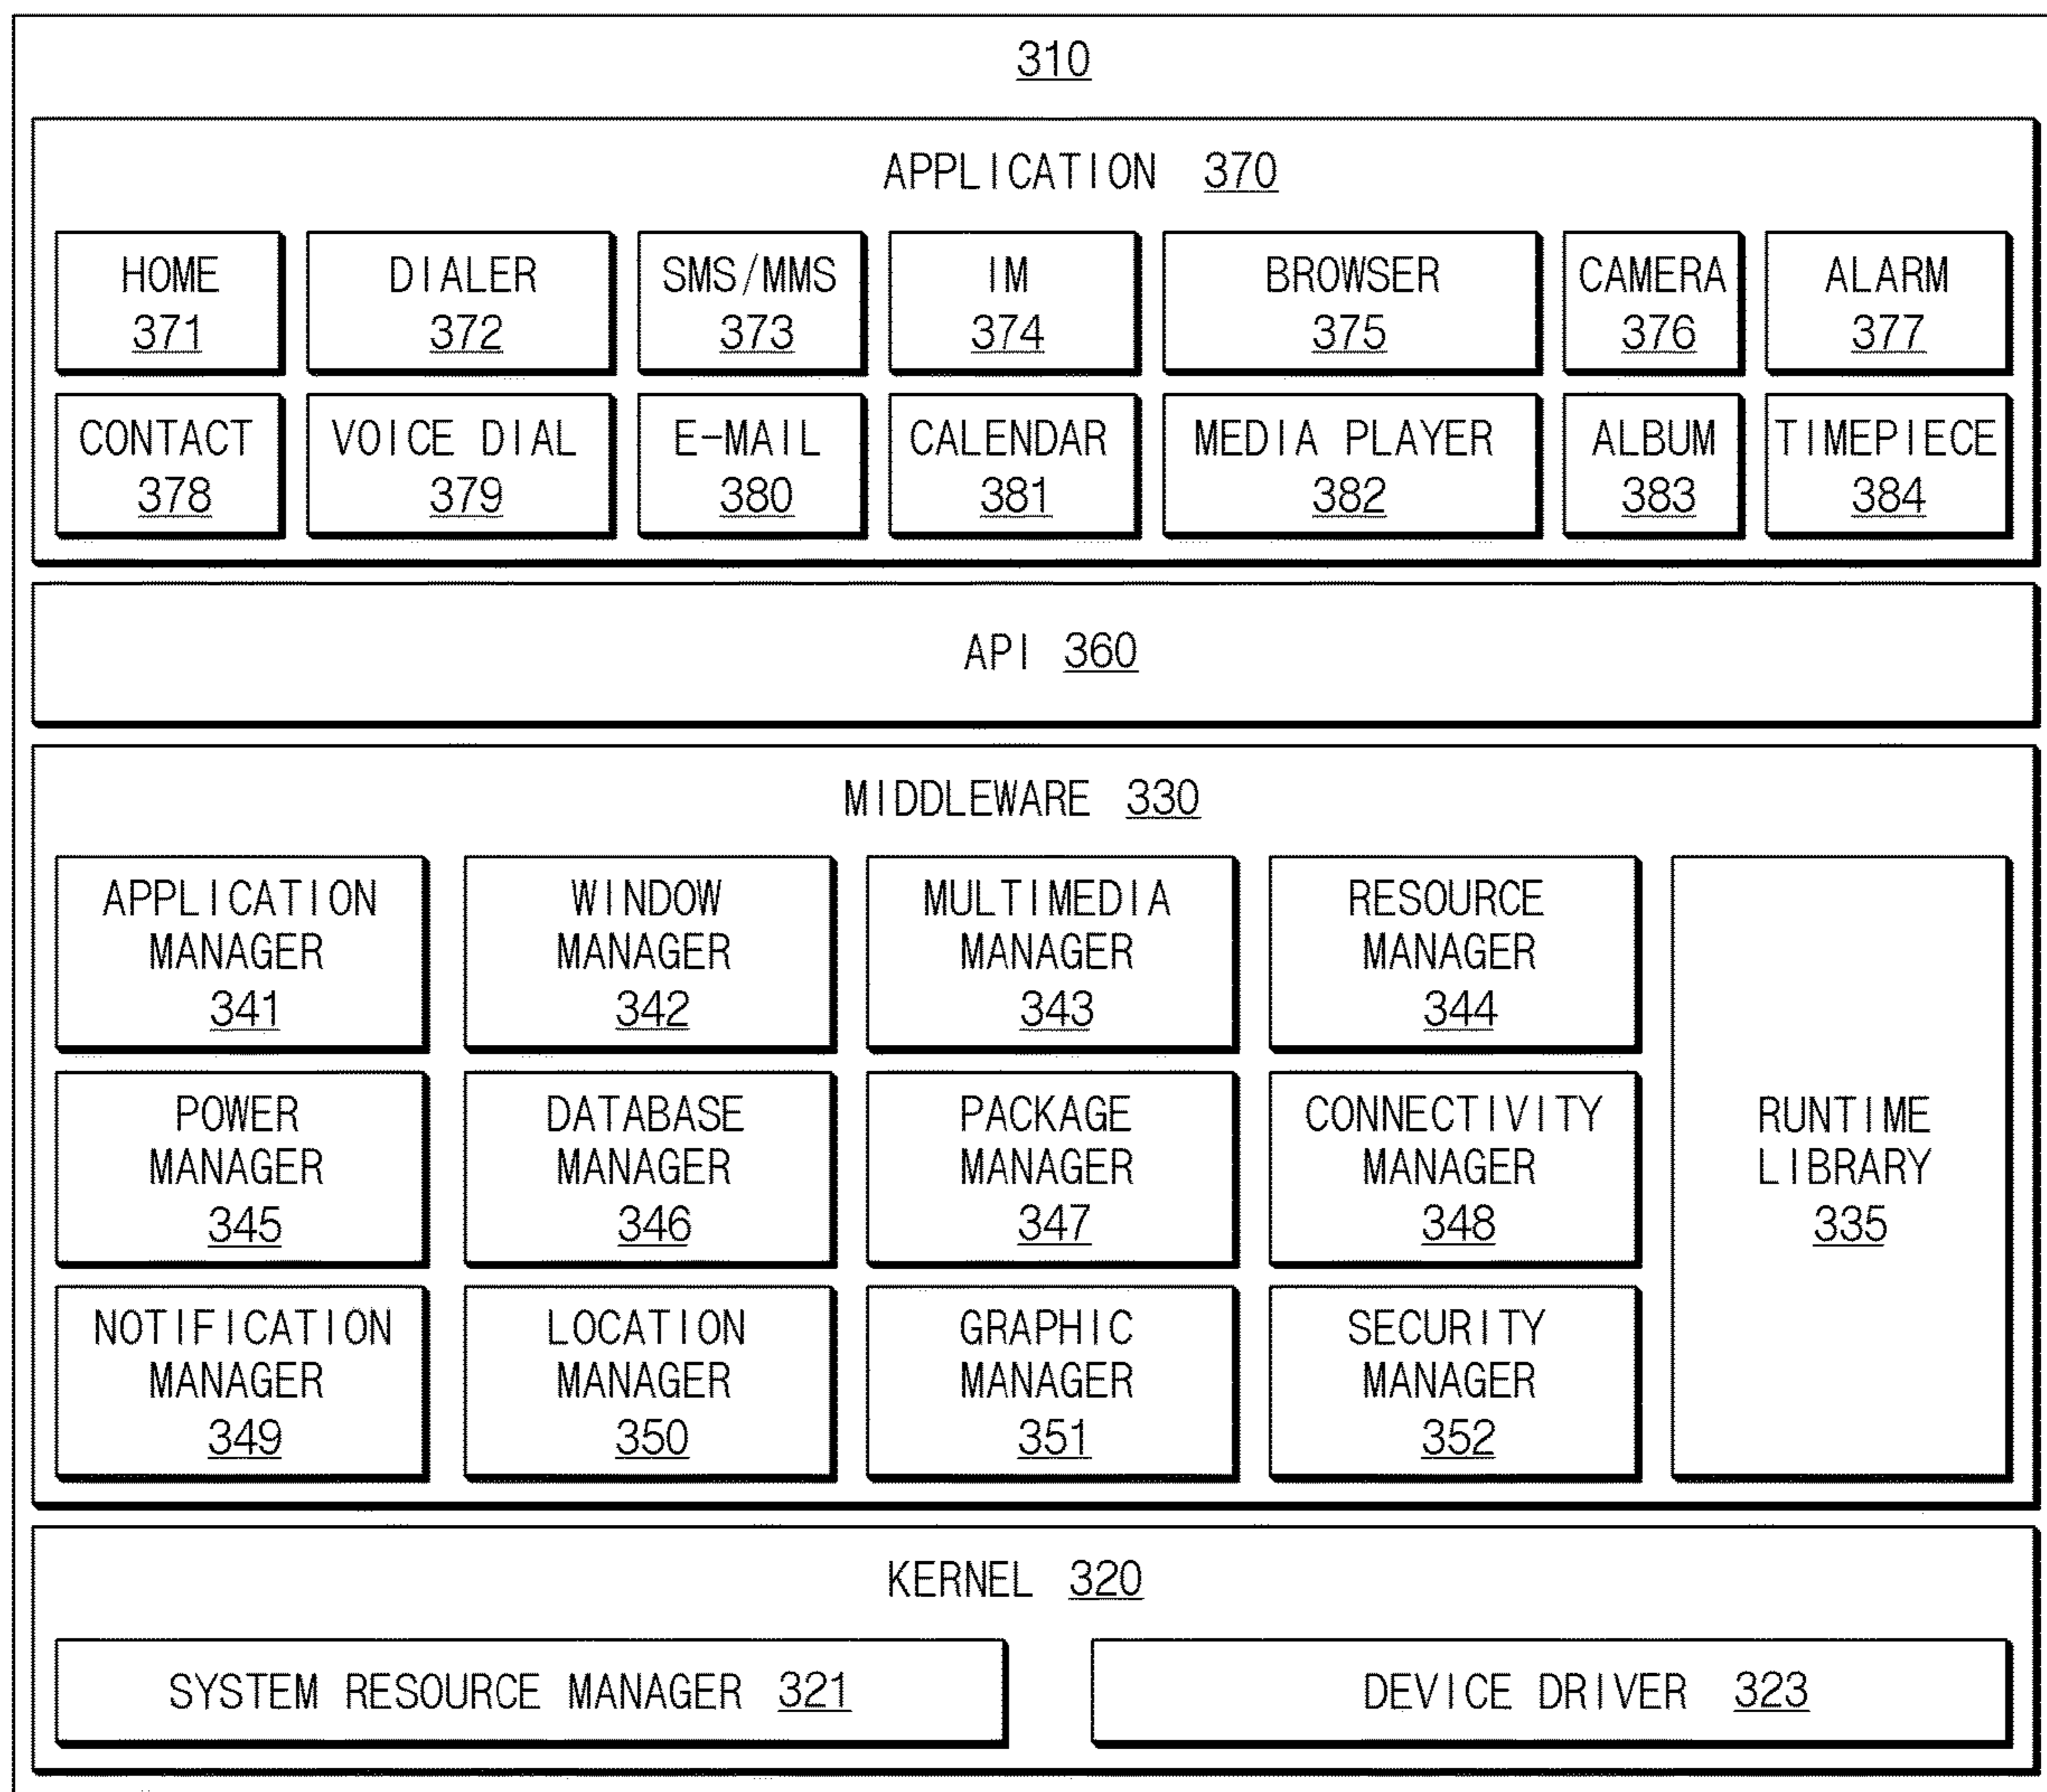 310
APPLICATION 370
HOME
371
DIALER
372
SMS/MMS
373
IM
374
BROWSER
375
CAMERA
376
ALARM
377
CONTACT
378
VOICE DIAL
379
E-MAIL
380
CALENDAR
381
MEDIA PLAYER
382
ALBUM
383
TIMEPIECE
384
API 360
MIDDLEWARE 330
APPLICATION
MANAGER
341
WINDOW
MANAGER
342
MULTIMEDIA
MANAGER
343
RESOURCE
MANAGER
344
POWER
MANAGER
345
DATABASE
MANAGER
346
PACKAGE
MANAGER
347
CONNECTIVITY
MANAGER
348
RUNTIME
LIBRARY
335
NOTIFICATION
MANAGER
349
LOCATION
MANAGER
350
GRAPHIC
MANAGER
351
SECURITY
MANAGER
352
KERNEL 320
SYSTEM RESOURCE MANAGER 321
DEVICE DRIVER 323